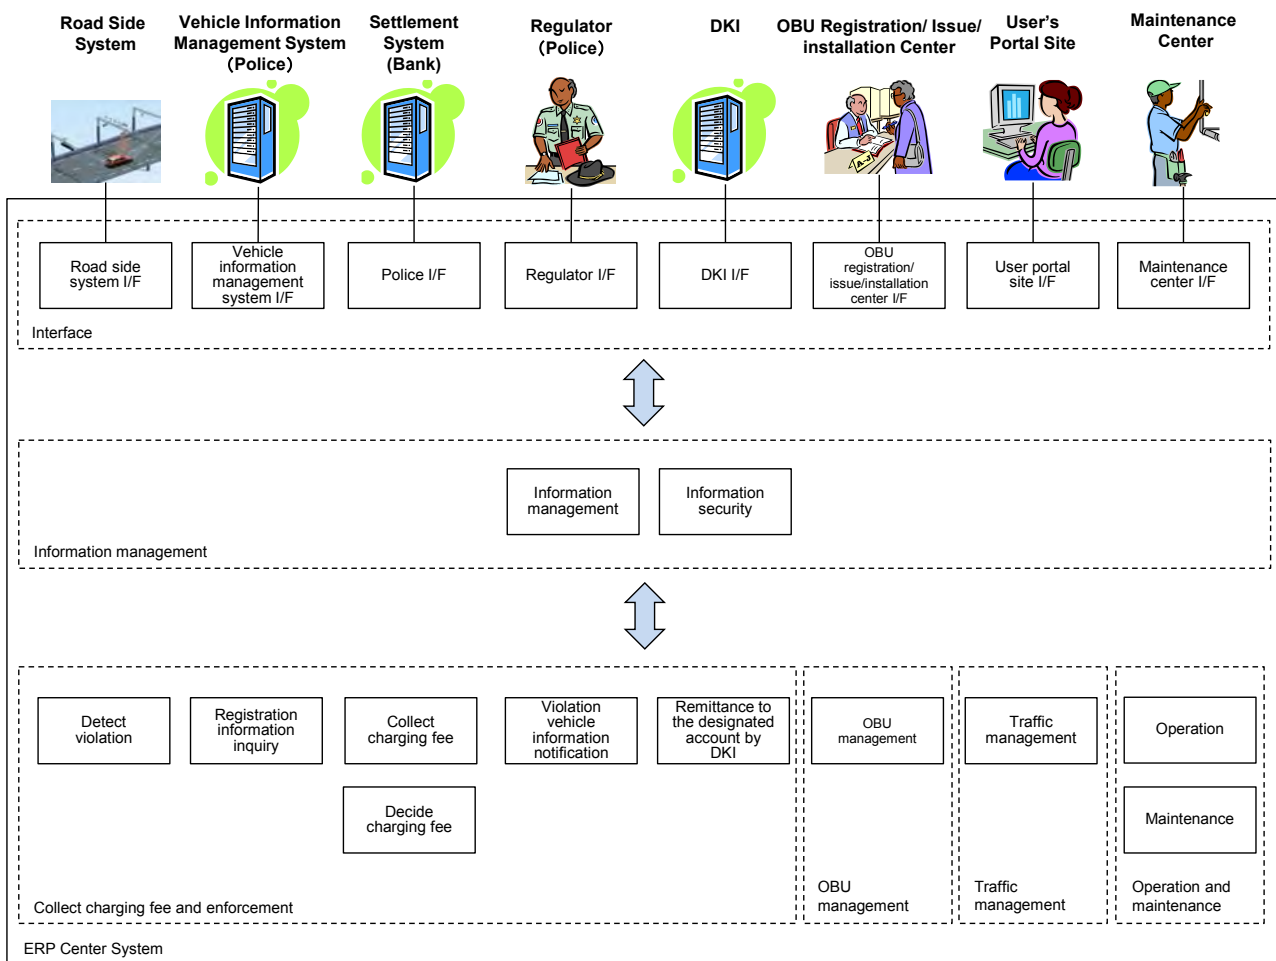 Road Side
System
Vehicle Information
Management System
（Police）
Settlement
System
(Bank)
Regulator
（Police）
DKI
OBU Registration/ Issue/
installation Center
User's
Portal Site
Maintenance
Center
Road side
system I/F
Vehicle
information
management
system I/F
Police I/F
Regulator I/F
DKI I/F
OBU
registration/
issue/installation
center I/F
User portal
site I/F
Maintenance
center I/F
Interface
Information
management
Information
security
Information management
Detect
violation
Registration
information
inquiry
Collect
charging fee
Violation
vehicle
information
notification
Remittance to
the designated
account by
DKI
OBU
management
Traffic
management
Operation
Decide
charging fee
Maintenance
Collect charging fee and enforcement
OBU
management
Traffic
management
Operation and
maintenance
ERP Center System